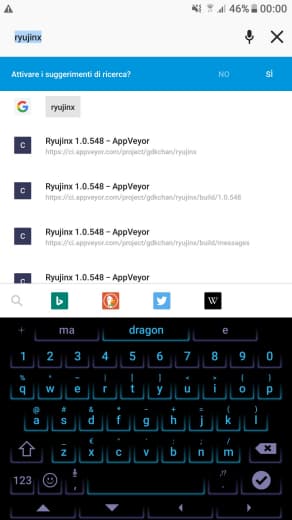 46% 00:00
ryujinx
Attivare i suggerimenti di ricerca? NO SÌ
G ryujinx
C Ryujinx 1.0.548 – AppVeyor
https://ci.appveyor.com/project/gdkchan/ryujinx
C Ryujinx 1.0.548 – AppVeyor
https://ci.appveyor.com/project/gdkchan/ryujinx/build/1.0.548
C Ryujinx 1.0.548 – AppVeyor
https://ci.appveyor.com/project/gdkchan/ryujinx/build/messages
C Ryujinx 1.0.548 – AppVeyor
b W
+ ma dragon e
1 2 3 4 5 6 7 8 9 0
q w e r t y u i o p
@ # & * - + = ( )
a s d f g h j k l
z x c v b n m
123